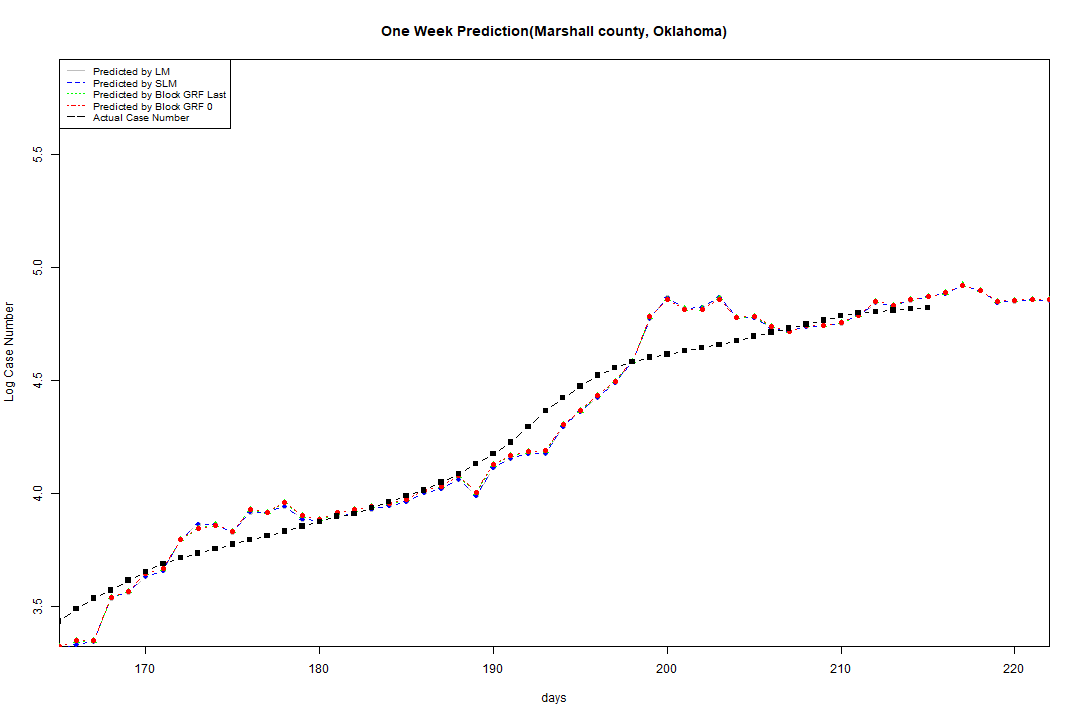 One Week Prediction(Marshall county, Oklahoma)
Predicted by LM
Predicted by SLM
Predicted by Block GRF Last
Predicted by Block GRF 0
Actual Case Number
5.5
5.0
4.5
4.0
3.5
Log Case Number
170 180 190 200 210 220
days